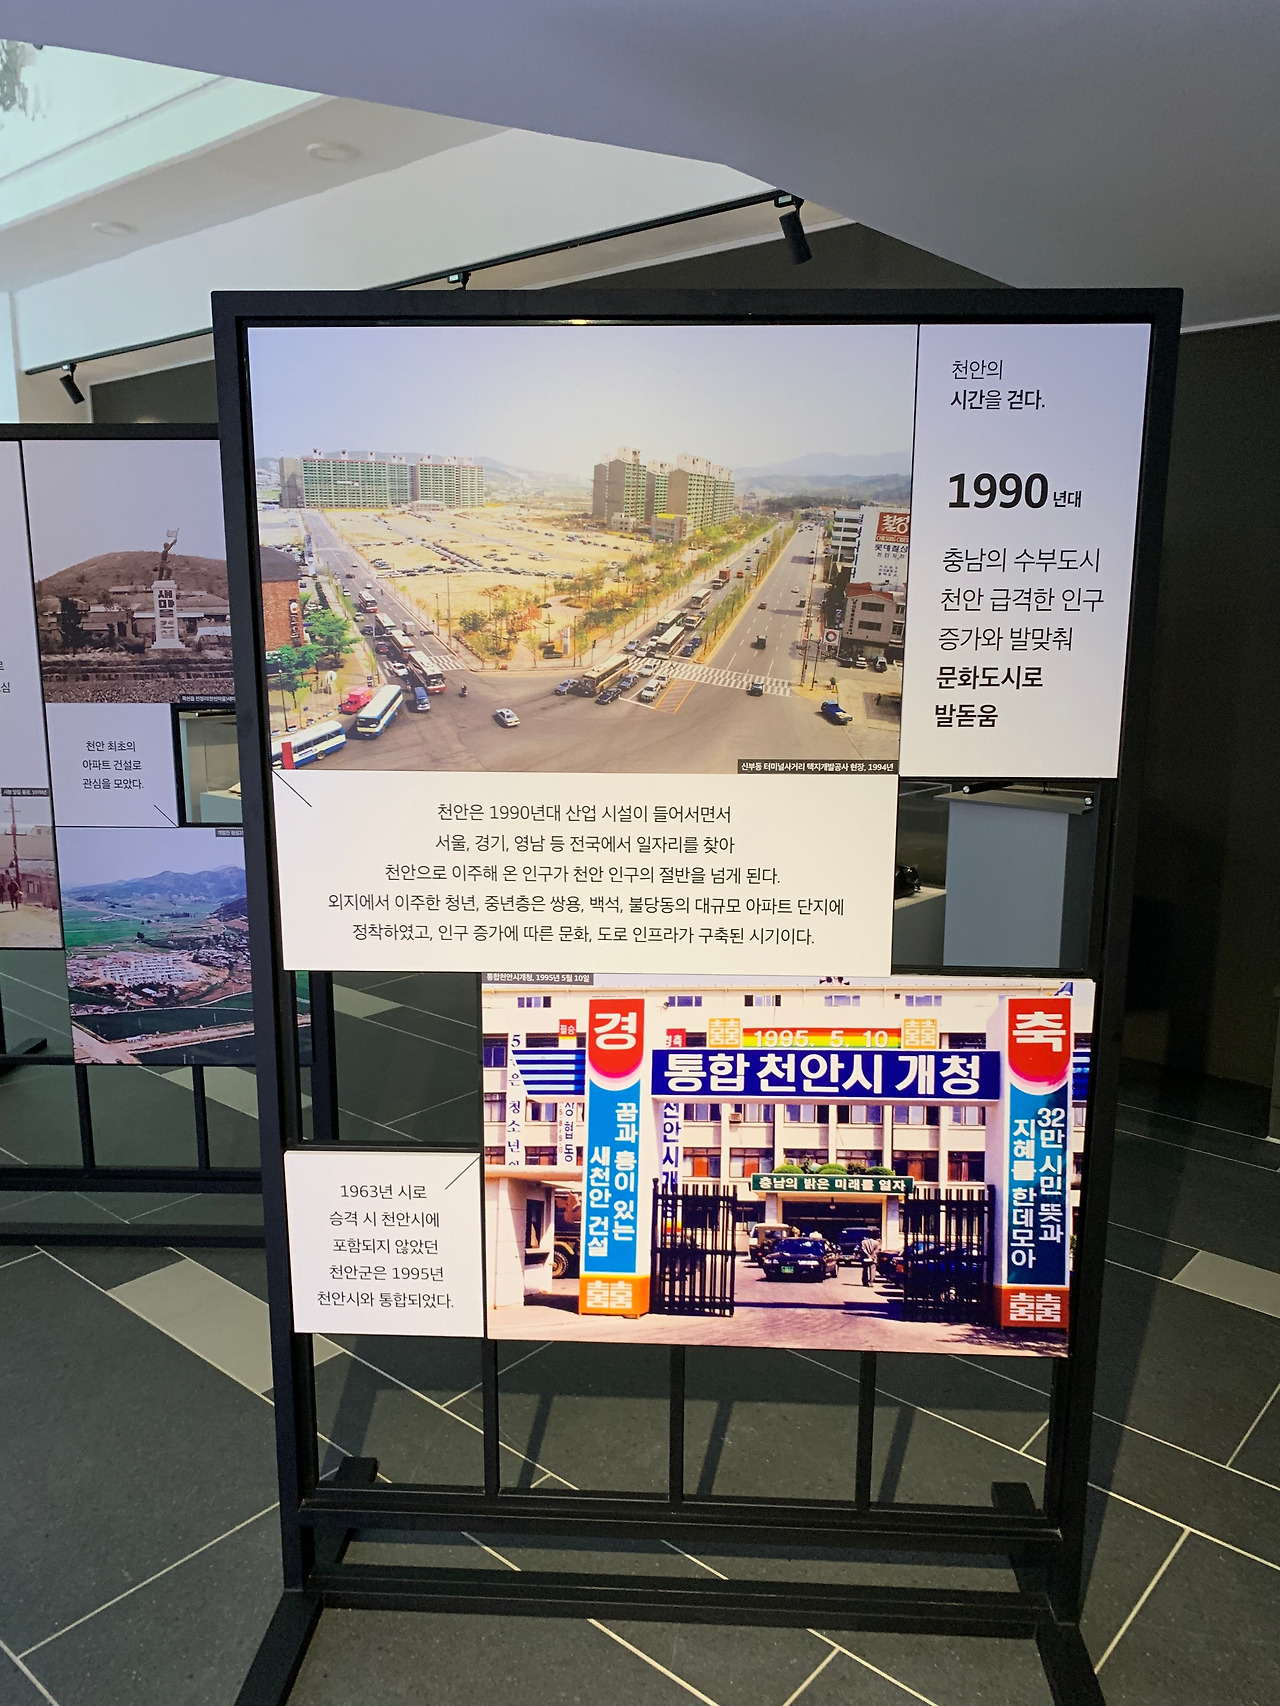 천안의
시간을 걷다.
1990년대
충남의 수부도시
천안 급격한 인구
증가와 발맞춰
문화도시로
발돋움
신부동 터미널사거리 택지개발공사 현장, 1994년
천안은 1990년대 산업 시설이 들어서면서
서울, 경기, 영남 등 전국에서 일자리를 찾아
천안으로 이주해 온 인구가 천안 인구의 절반을 넘게 된다.
외지에서 이주한 청년, 중년층은 쌍용, 백석, 불당동의 대규모 아파트 단지에
정착하였고, 인구 증가에 따른 문화, 도로 인프라가 구축된 시기이다.
통합천안시개청, 1995년 5월 10일
경
축
1995. 5. 10
통합 천안시 개청
꿈과 흥이 있는
새천안 건설
32만 시민 뜻과
지혜를 한데모아
충남의 밝은 미래를 열자
囍囍
囍囍
1963년 시로
승격 시 천안시에
포함되지 않았던
천안군은 1995년
천안시와 통합되었다.
천안 최초의
아파트 건설로
관심을 모았다.